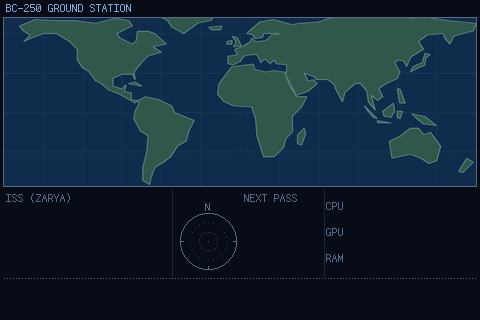 BC-250 GROUND STATION
ISS (ZARYA)
NEXT PASS
N
CPU
GPU
RAM